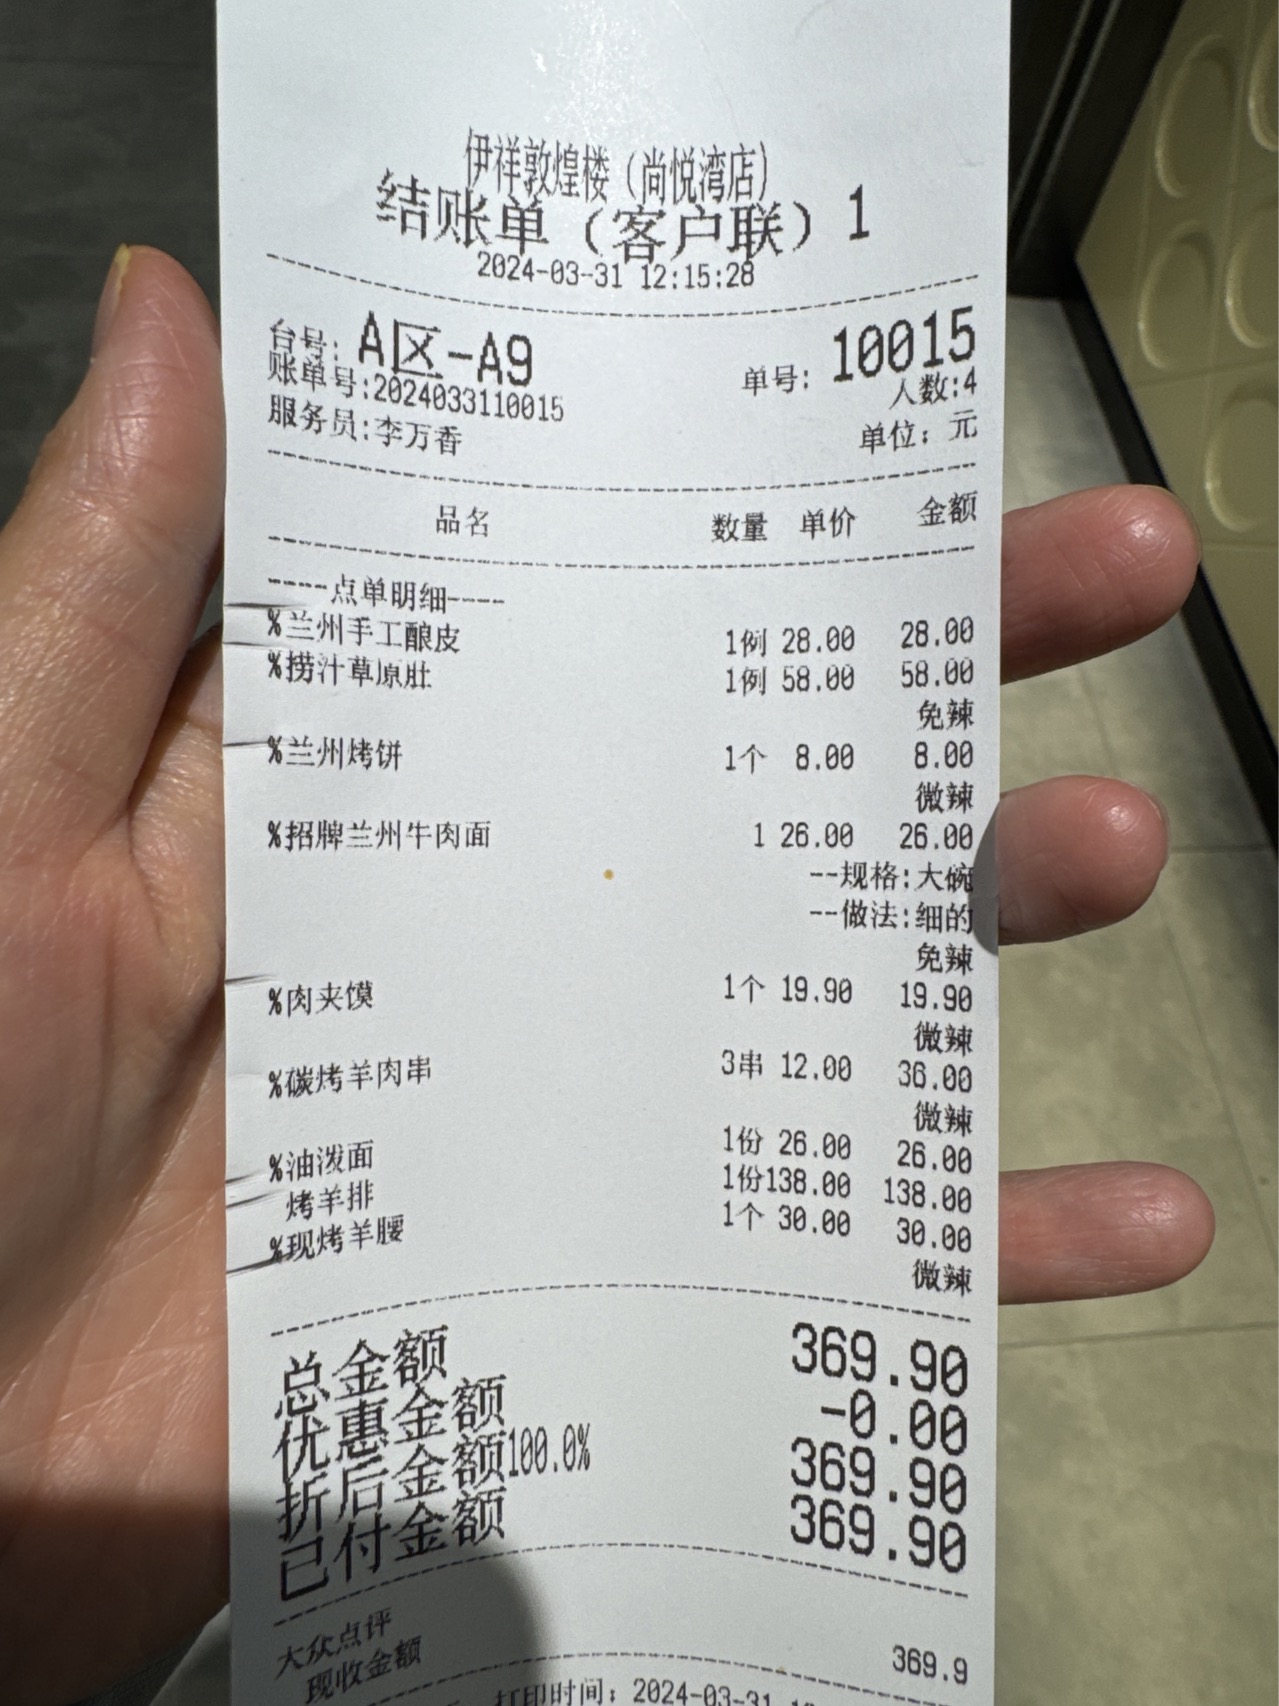 伊祥敦煌楼（尚悦湾店）
结账单（客户联）1
2024-03-31 12:15:28
台号: A区-A9 单号: 10015
账单号:2024033110015 人数:4
服务员:李万香 单位: 元
品名 数量 单价 金额
-----点单明细-----
%兰州手工酿皮 1例 28.00 28.00
%捞汁草原肚 1例 58.00 58.00
免辣
%兰州烤饼 1个 8.00 8.00
微辣
%招牌兰州牛肉面 1 26.00 26.00
--规格:大碗
--做法:细的
免辣
%肉夹馍 1个 19.90 19.90
微辣
%碳烤羊肉串 3串 12.00 36.00
微辣
%油泼面 1份 26.00 26.00
烤羊排 1份138.00 138.00
%现烤羊腰 1个 30.00 30.00
微辣
总金额 369.90
优惠金额 -0.00
折后金额100.0% 369.90
已付金额 369.90
大众点评 369.9
现收金额
打印时间: 2024-03-31